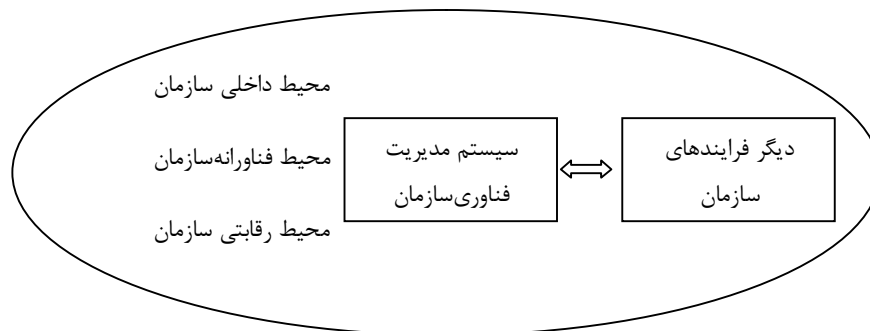 محیط داخلی سازمان
دیگر فرایندهای
سازمان
سیستم مدیریت
فناوری‌سازمان
محیط فناورانه‌سازمان
محیط رقابتی سازمان